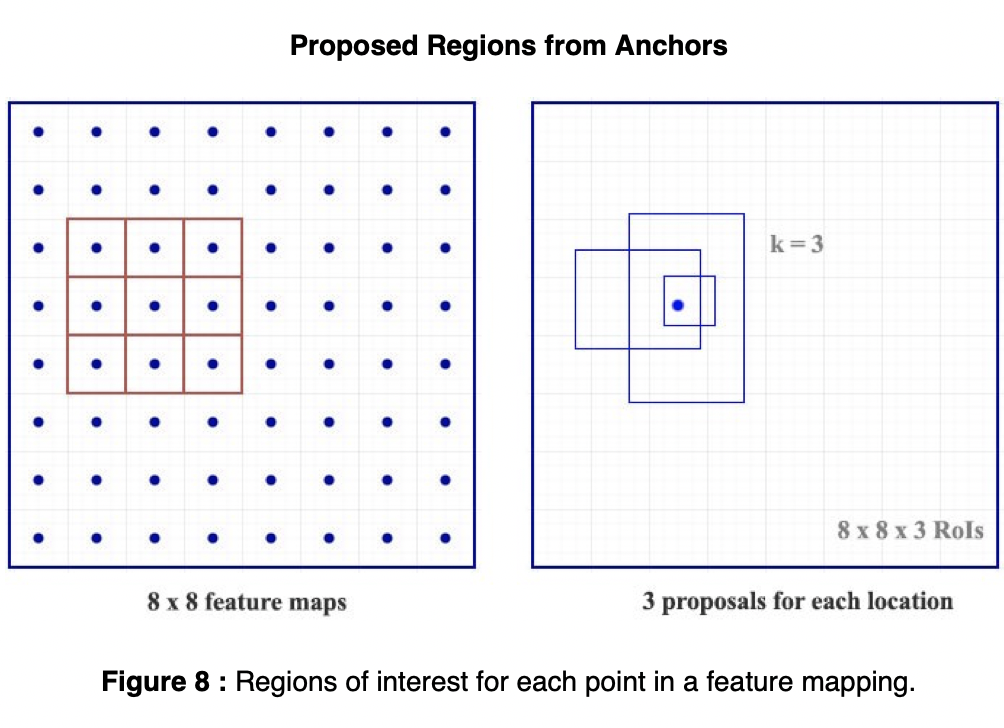 Proposed Regions from Anchors
k = 3
8 x 8 x 3 RoIs
8 x 8 feature maps
3 proposals for each location
Figure 8 : Regions of interest for each point in a feature mapping.